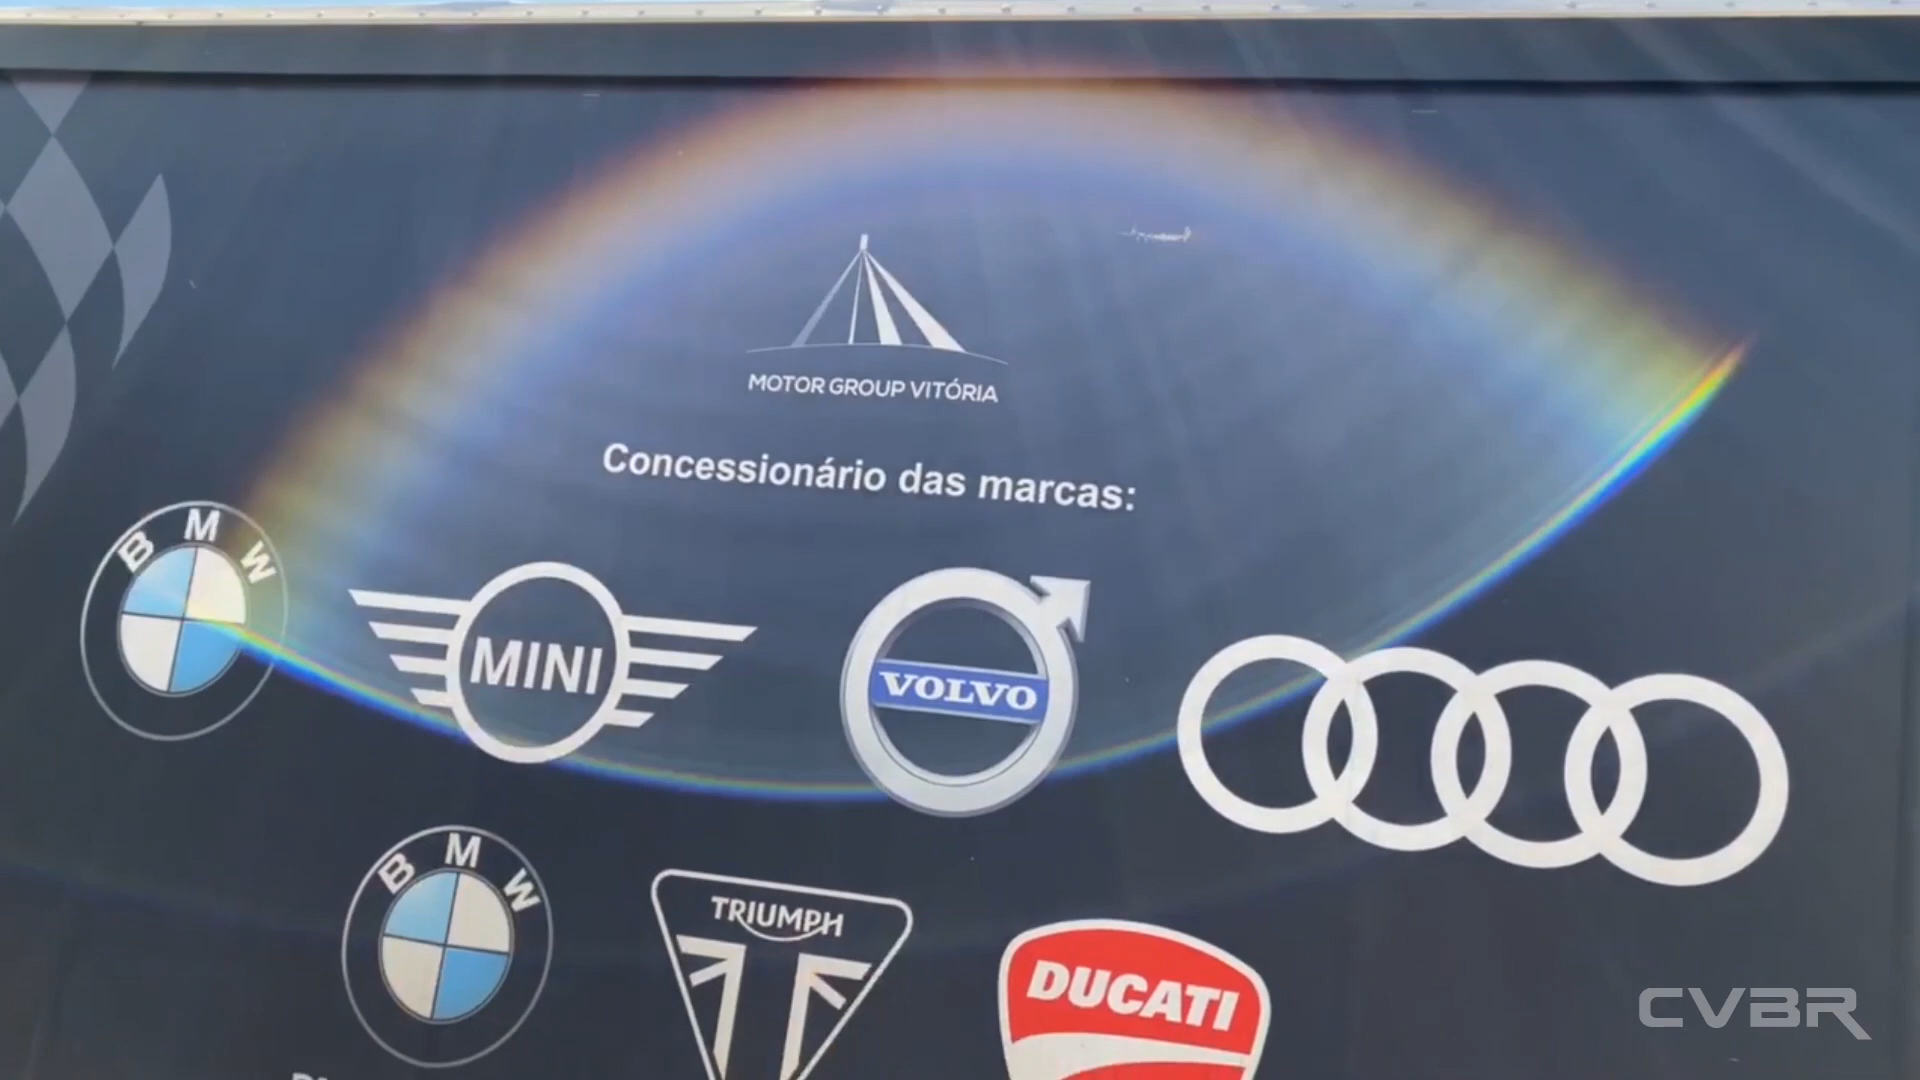 MOTOR GROUP VITÓRIA
Concessionário das marcas:
BMW
MINI
VOLVO
BMW
TRIUMPH
DUCATI
CVBR